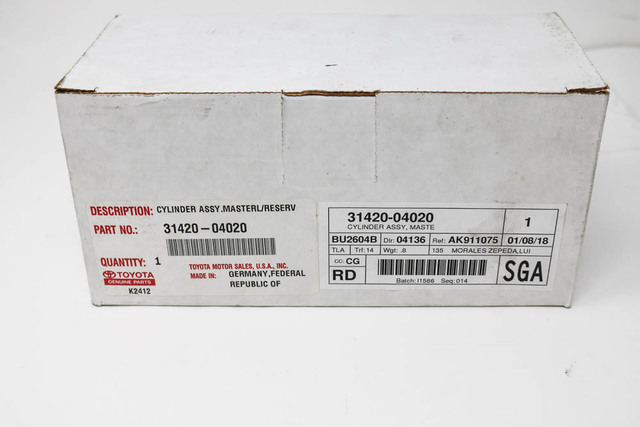 DESCRIPTION: CYLINDER ASSY.MASTERL/RESERV
PART NO.: 31420-04020
QUANTITY: 1
TOYOTA
GENUINE PARTS
K2412
TOYOTA MOTOR SALES, U.S.A., INC.
MADE IN: GERMANY,FEDERAL
REPUBLIC OF
31420-04020
CYLINDER ASSY, MASTE
1
BU2604B Dlr: 04136 Ref: AK911075 01/08/18
TLA Trl: 14 Wgt: .8 135 MORALES ZEPEDA,LUI
CC: CG
RD
SGA
Batch: I1566 Seq: 014